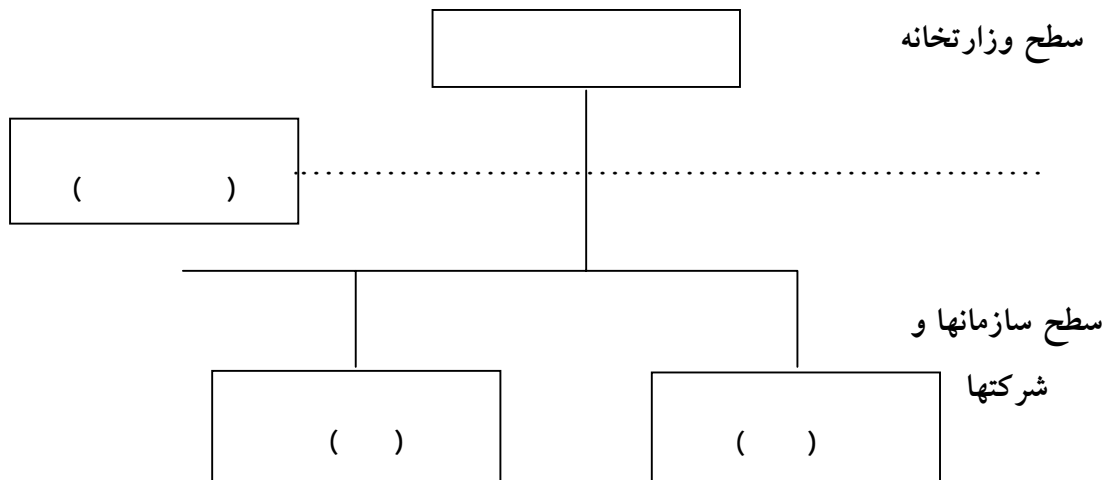 سطح وزارتخانه
( )
سطح سازمانها و
شرکتها
( )
( )